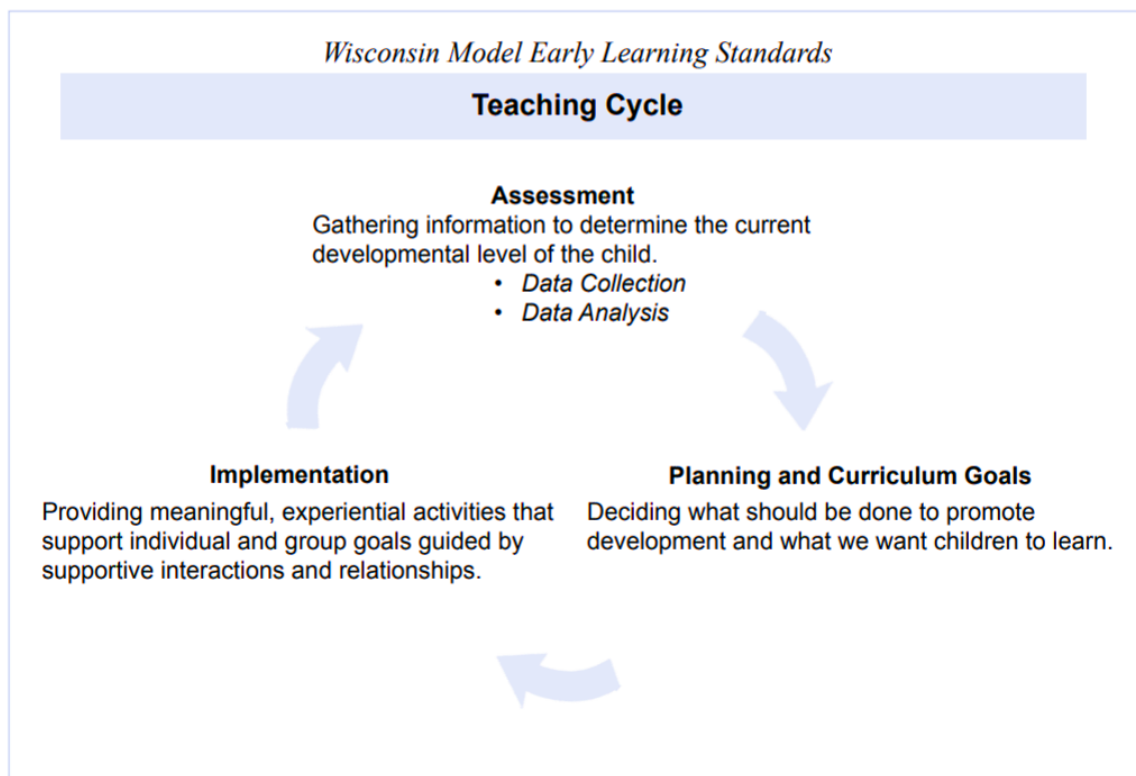 Wisconsin Model Early Learning Standards
Teaching Cycle
Assessment
Gathering information to determine the current
developmental level of the child.
• Data Collection
• Data Analysis
Implementation
Providing meaningful, experiential activities that
support individual and group goals guided by
supportive interactions and relationships.
Planning and Curriculum Goals
Deciding what should be done to promote
development and what we want children to learn.